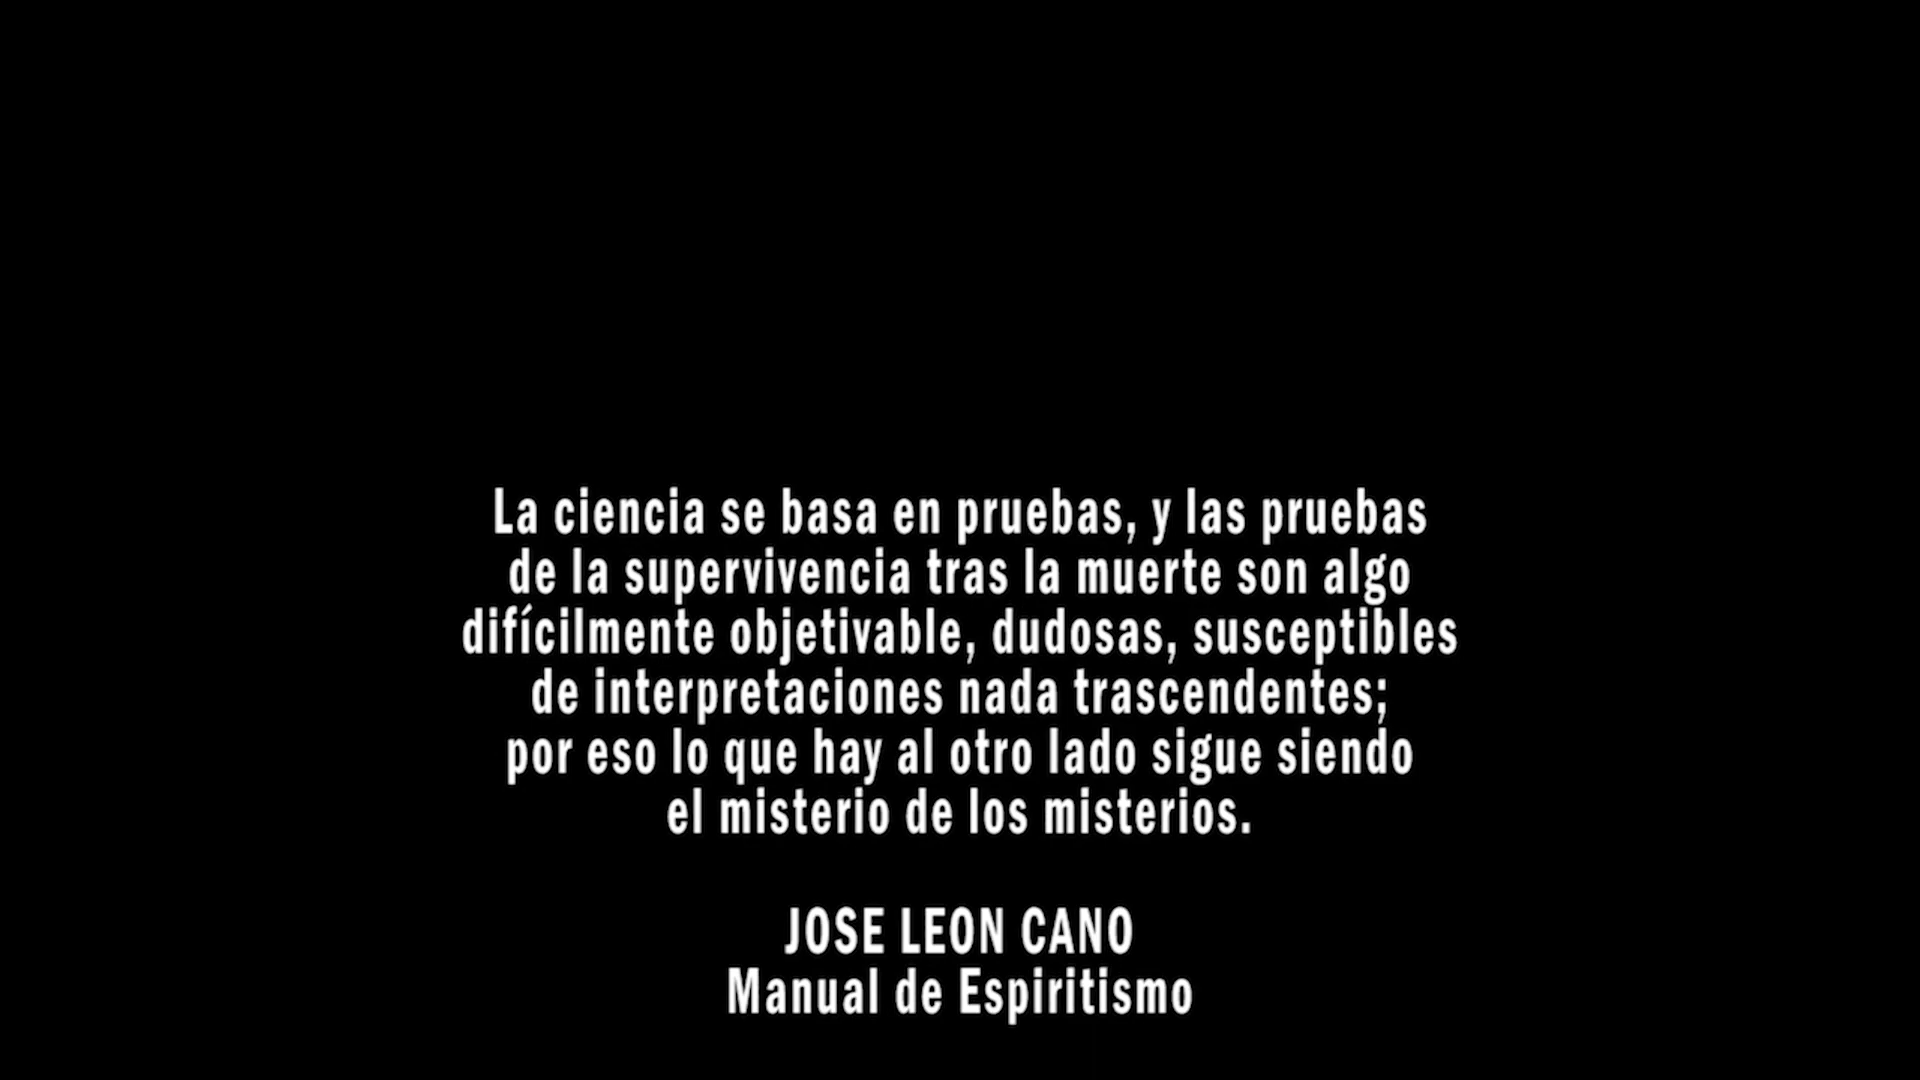 La ciencia se basa en pruebas, y las pruebas
de la supervivencia tras la muerte son algo
difícilmente objetivable, dudosas, susceptibles
de interpretaciones nada trascendentes;
por eso lo que hay al otro lado sigue siendo
el misterio de los misterios.
JOSE LEON CANO
Manual de Espiritismo